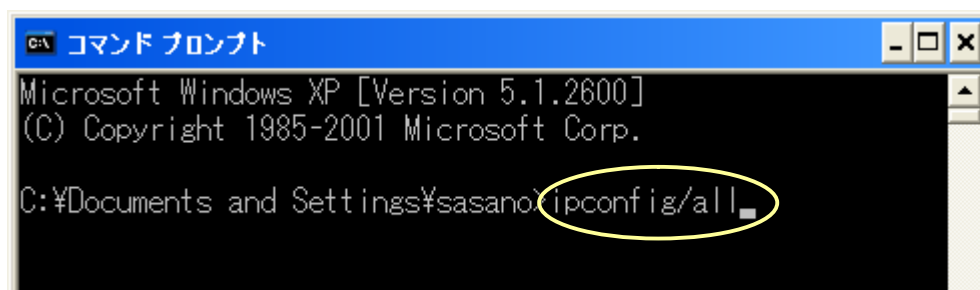 コマンド プロンプト
Microsoft Windows XP [Version 5.1.2600]
(C) Copyright 1985-2001 Microsoft Corp.
C:¥Documents and Settings¥sasano>ipconfig/all_